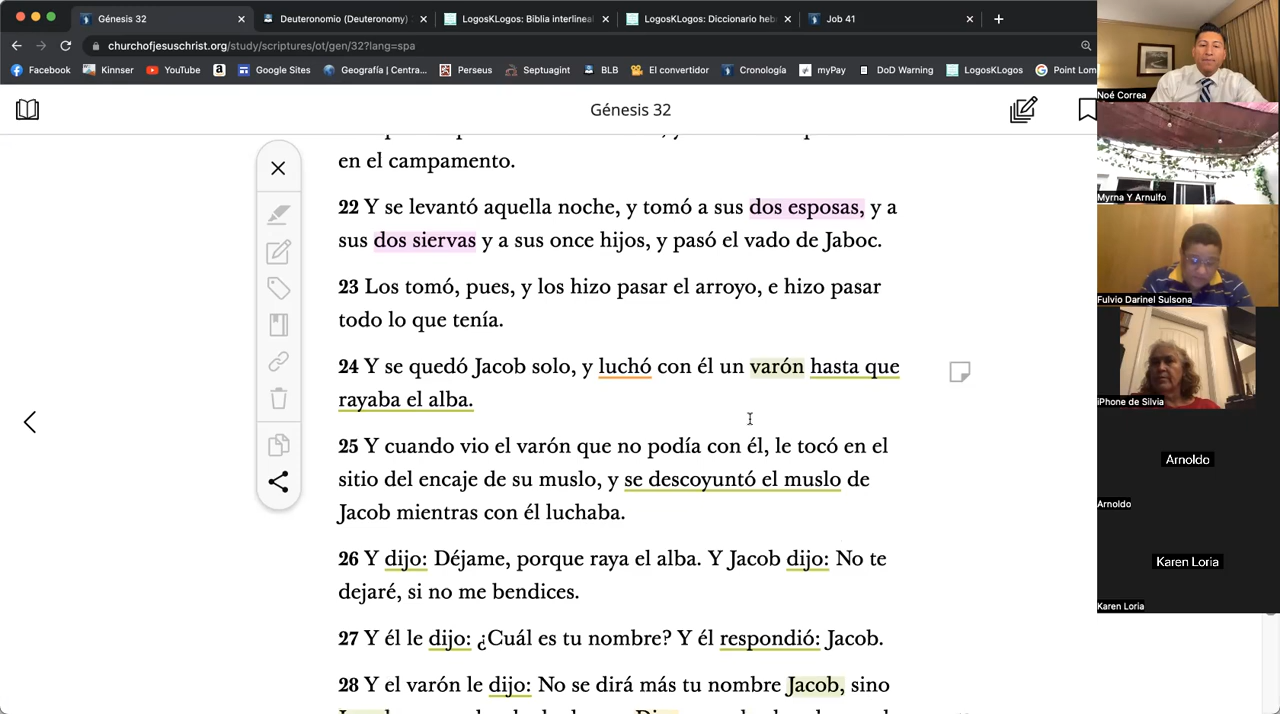 Génesis 32
Deuteronomio (Deuteronomy)
LogosKLogos: Biblia interlineal
LogosKLogos: Diccionario heb
Job 41
churchofjesuschrist.org/study/scriptures/ot/gen/32?lang=spa
Facebook
Kinnser
YouTube
Google Sites
Geografía | Centra...
Perseus
Septuagint
BLB
El convertidor
Cronología
myPay
DoD Warning
LogosKLogos
Point Lom
Génesis 32
en el campamento.
22 Y se levantó aquella noche, y tomó a sus dos esposas, y a
sus dos siervas y a sus once hijos, y pasó el vado de Jaboc.
23 Los tomó, pues, y los hizo pasar el arroyo, e hizo pasar
todo lo que tenía.
24 Y se quedó Jacob solo, y luchó con él un varón hasta que
rayaba el alba.
25 Y cuando vio el varón que no podía con él, le tocó en el
sitio del encaje de su muslo, y se descoyuntó el muslo de
Jacob mientras con él luchaba.
26 Y dijo: Déjame, porque raya el alba. Y Jacob dijo: No te
dejaré, si no me bendices.
27 Y él le dijo: ¿Cuál es tu nombre? Y él respondió: Jacob.
28 Y el varón le dijo: No se dirá más tu nombre Jacob, sino
Noé Correa
Myrna Y Arnulfo
Fulvio Darinel Sulsona
iPhone de Silvia
Arnoldo
Arnoldo
Karen Loria
Karen Loria